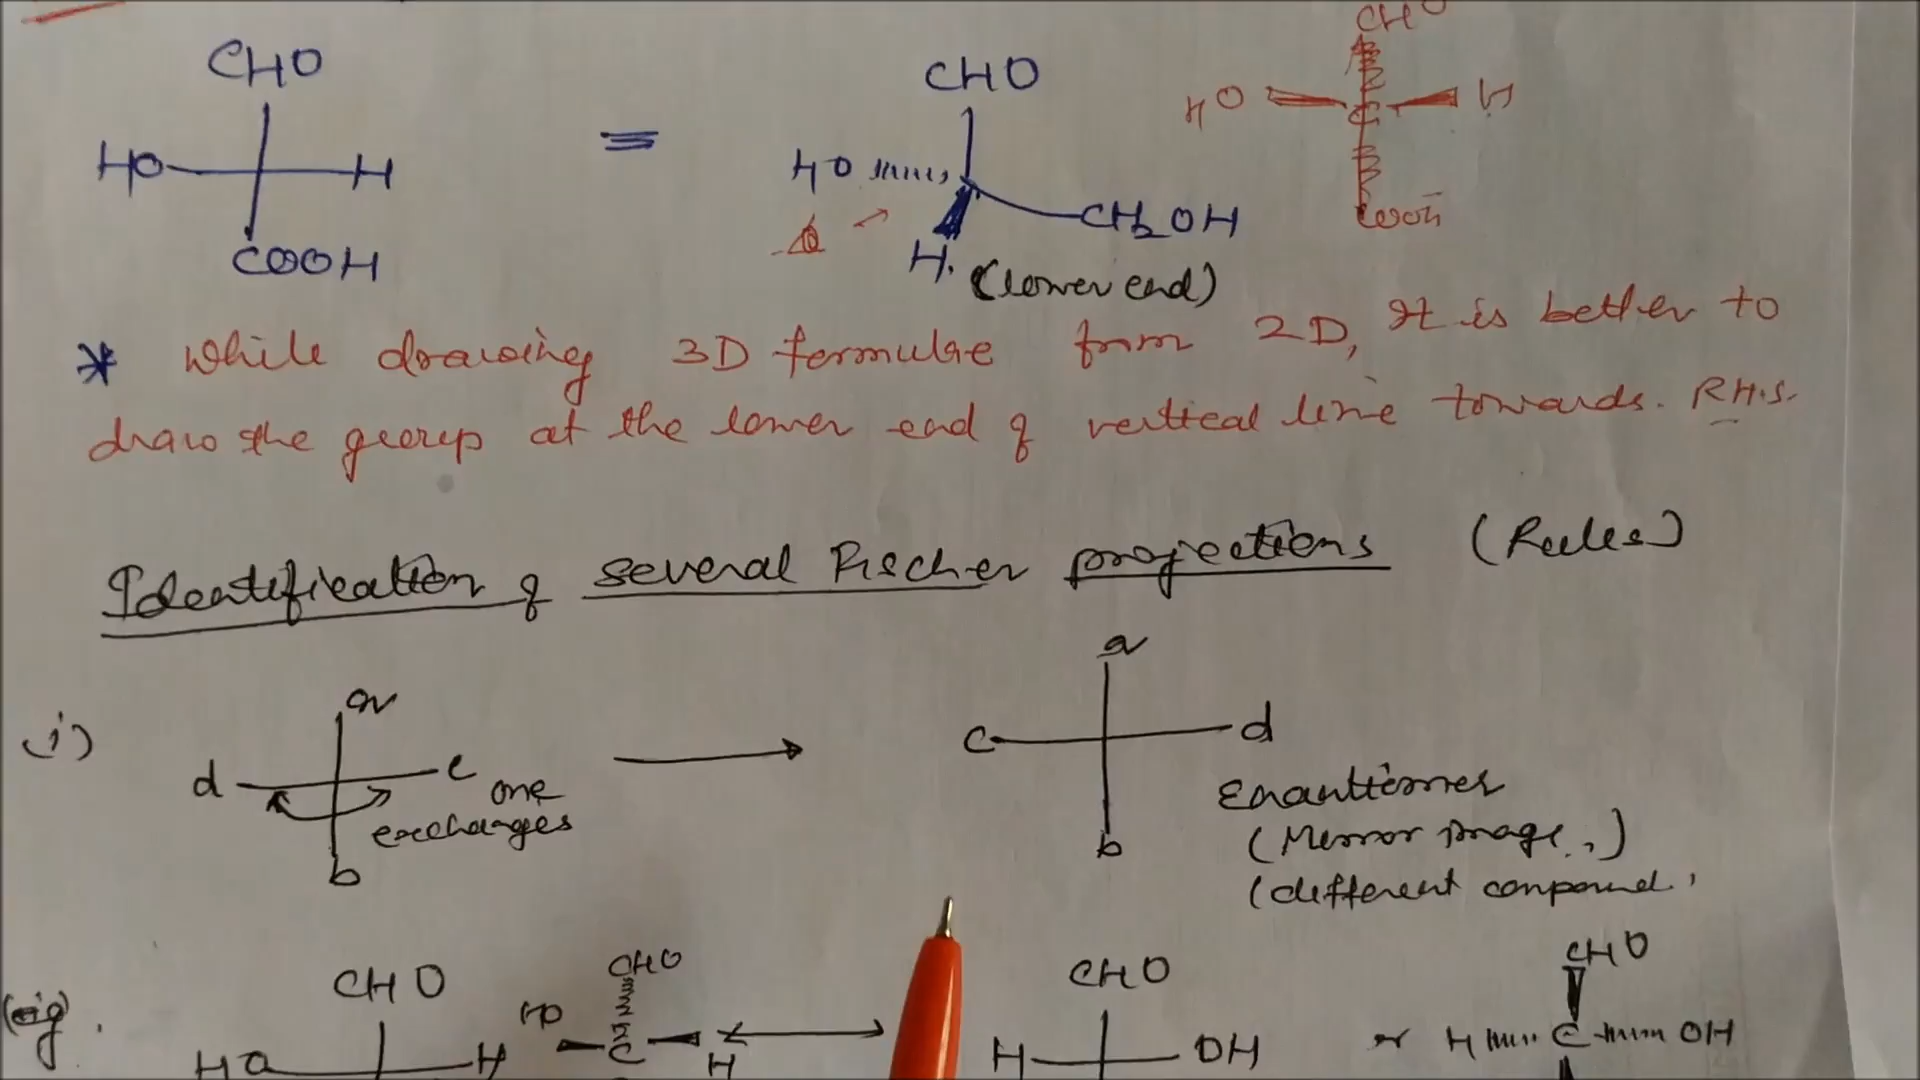 CHO
HO H
COOH
=
CHO
HO
CH2OH
H.
(lower end)
CHO
HO C H
COOH
* While drawing 3D formulae from 2D, It is better to
draw the group at the lower end of vertical line towards. R.H.S.
Identification of several Fischer projections (Rules)
(i)
a
d c
b
one
exchanges
a
c d
b
Enantiomer
(Mirror image.,)
(different compound.,
(eg).
CHO
HO H
CHO
HO C H
CHO
H OH
or
CHO
H C OH